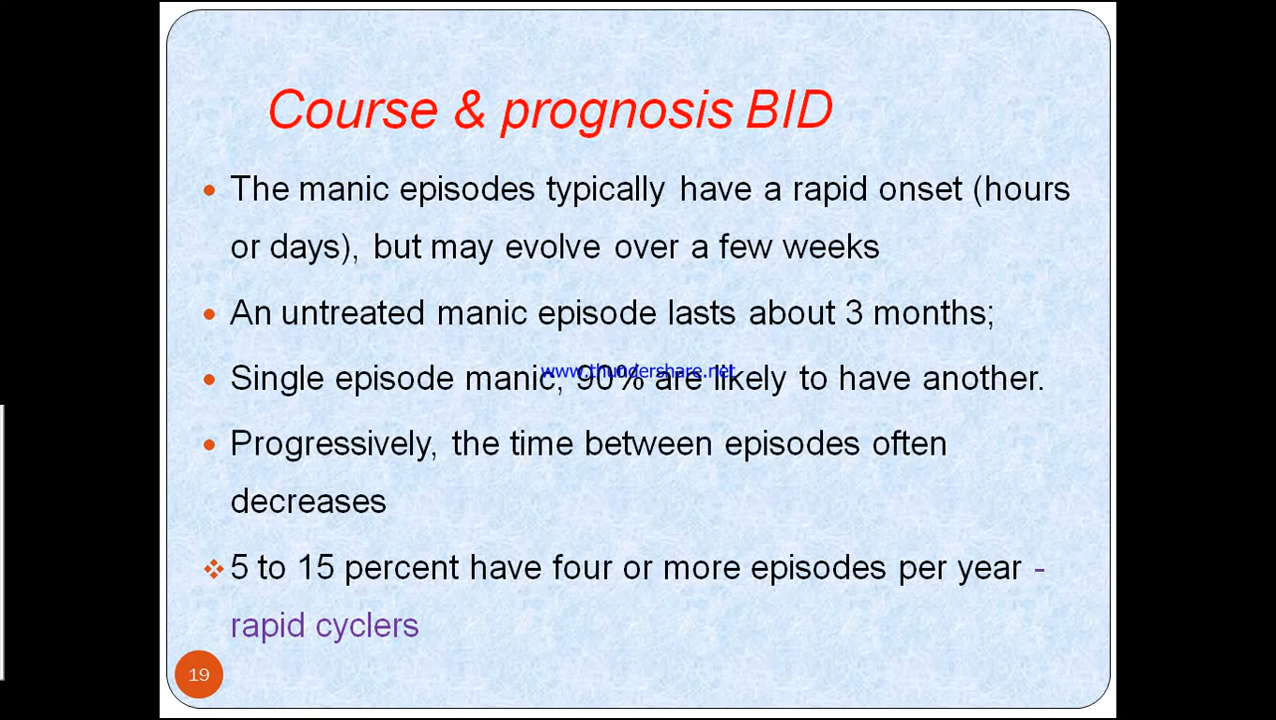 Course & prognosis BID
• The manic episodes typically have a rapid onset (hours
or days), but may evolve over a few weeks
• An untreated manic episode lasts about 3 months;
• Single episode manic, 90% are likely to have another.
www.thundershare.net
• Progressively, the time between episodes often
decreases
❖ 5 to 15 percent have four or more episodes per year -
rapid cyclers
19